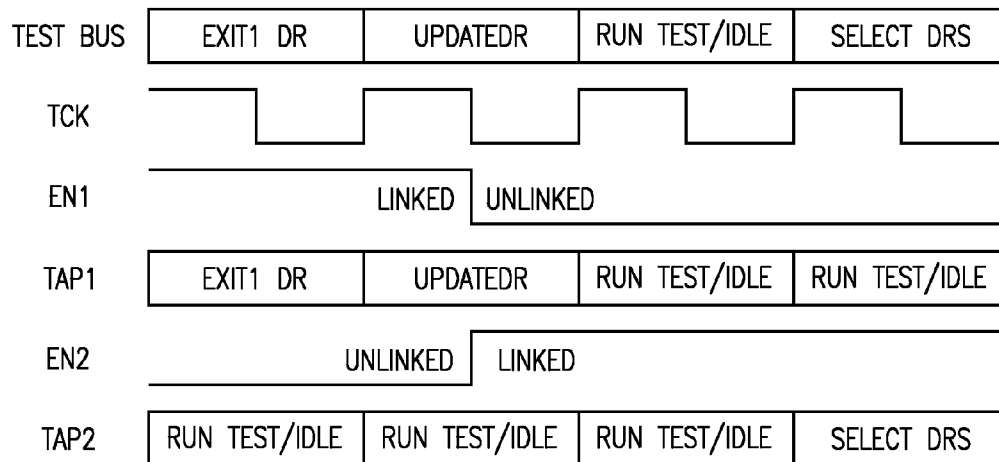 TEST BUS EXIT1 DR UPDATEDR RUN TEST/IDLE SELECT DRS
TCK
EN1 LINKED UNLINKED
TAP1 EXIT1 DR UPDATEDR RUN TEST/IDLE RUN TEST/IDLE
EN2 UNLINKED LINKED
TAP2 RUN TEST/IDLE RUN TEST/IDLE RUN TEST/IDLE SELECT DRS